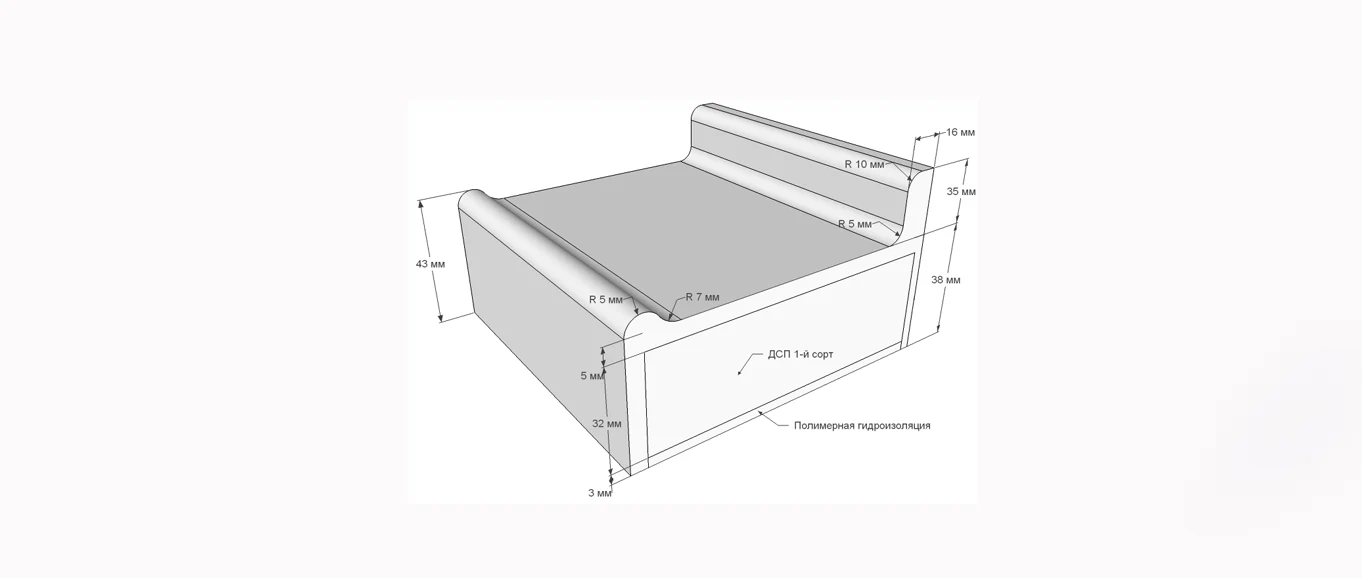 16 мм
R 10 мм
35 мм
R 5 мм
43 мм
38 мм
R 5 мм
R 7 мм
ДСП 1-й сорт
5 мм
32 мм
Полимерная гидроизоляция
3 мм